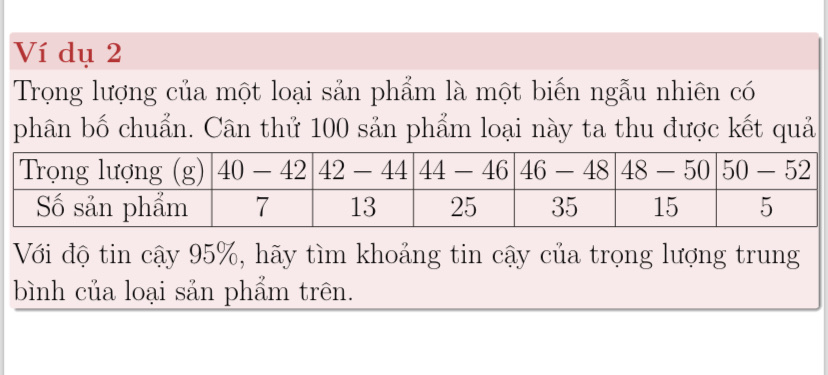 Ví dụ 2
Trọng lượng của một loại sản phẩm là một biến ngẫu nhiên có
phân bố chuẩn. Cân thử 100 sản phẩm loại này ta thu được kết quả
Trọng lượng (g) 40 − 42 42 − 44 44 − 46 46 − 48 48 − 50 50 − 52
Số sản phẩm 7 13 25 35 15 5
Với độ tin cậy 95%, hãy tìm khoảng tin cậy của trọng lượng trung
bình của loại sản phẩm trên.